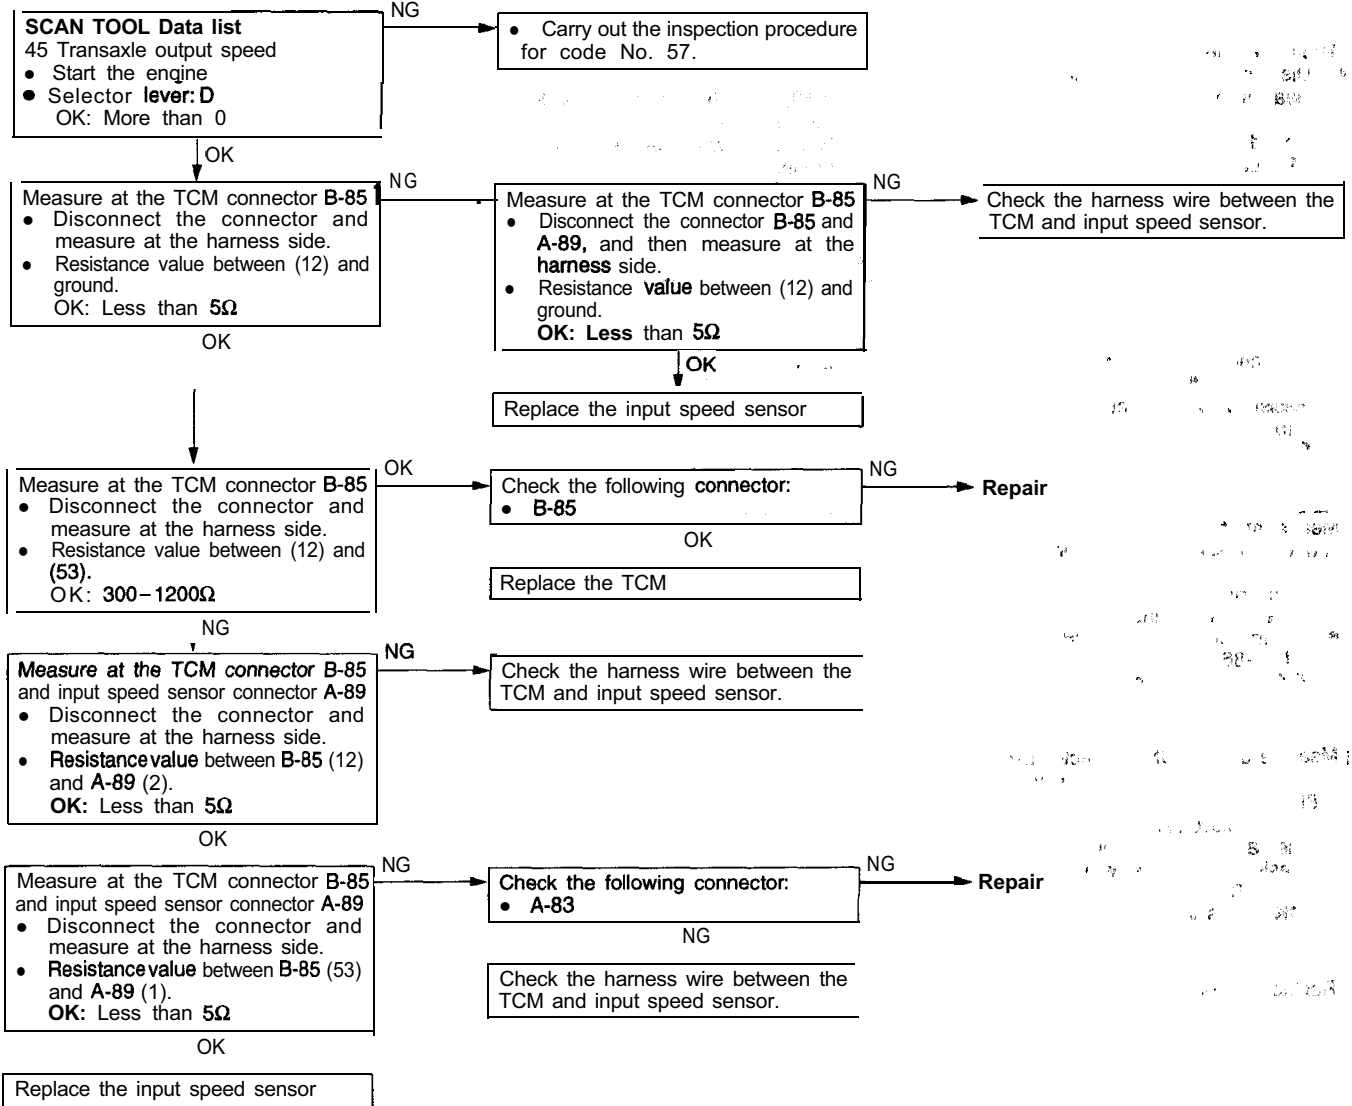 NG
SCAN TOOL Data list
45 Transaxle output speed
● Start the engine
● Selector lever: D
OK: More than 0
● Carry out the inspection procedure
for code No. 57.
OK
Measure at the TCM connector B-85
● Disconnect the connector and
measure at the harness side.
● Resistance value between (12) and
ground.
OK: Less than 5Ω
NG
Measure at the TCM connector B-85
● Disconnect the connector B-85 and
A-89, and then measure at the
harness side.
● Resistance value between (12) and
ground.
OK: Less than 5Ω
NG
Check the harness wire between the
TCM and input speed sensor.
OK
OK
Replace the input speed sensor
Measure at the TCM connector B-85
● Disconnect the connector and
measure at the harness side.
● Resistance value between (12) and
(53).
OK: 300–1200Ω
OK
Check the following connector:
● B-85
NG
Repair
OK
Replace the TCM
NG
Measure at the TCM connector B-85
and input speed sensor connector A-89
● Disconnect the connector and
measure at the harness side.
● Resistance value between B-85 (12)
and A-89 (2).
OK: Less than 5Ω
NG
Check the harness wire between the
TCM and input speed sensor.
OK
Measure at the TCM connector B-85
and input speed sensor connector A-89
● Disconnect the connector and
measure at the harness side.
● Resistance value between B-85 (53)
and A-89 (1).
OK: Less than 5Ω
NG
Check the following connector:
● A-83
NG
Repair
NG
Check the harness wire between the
TCM and input speed sensor.
OK
Replace the input speed sensor